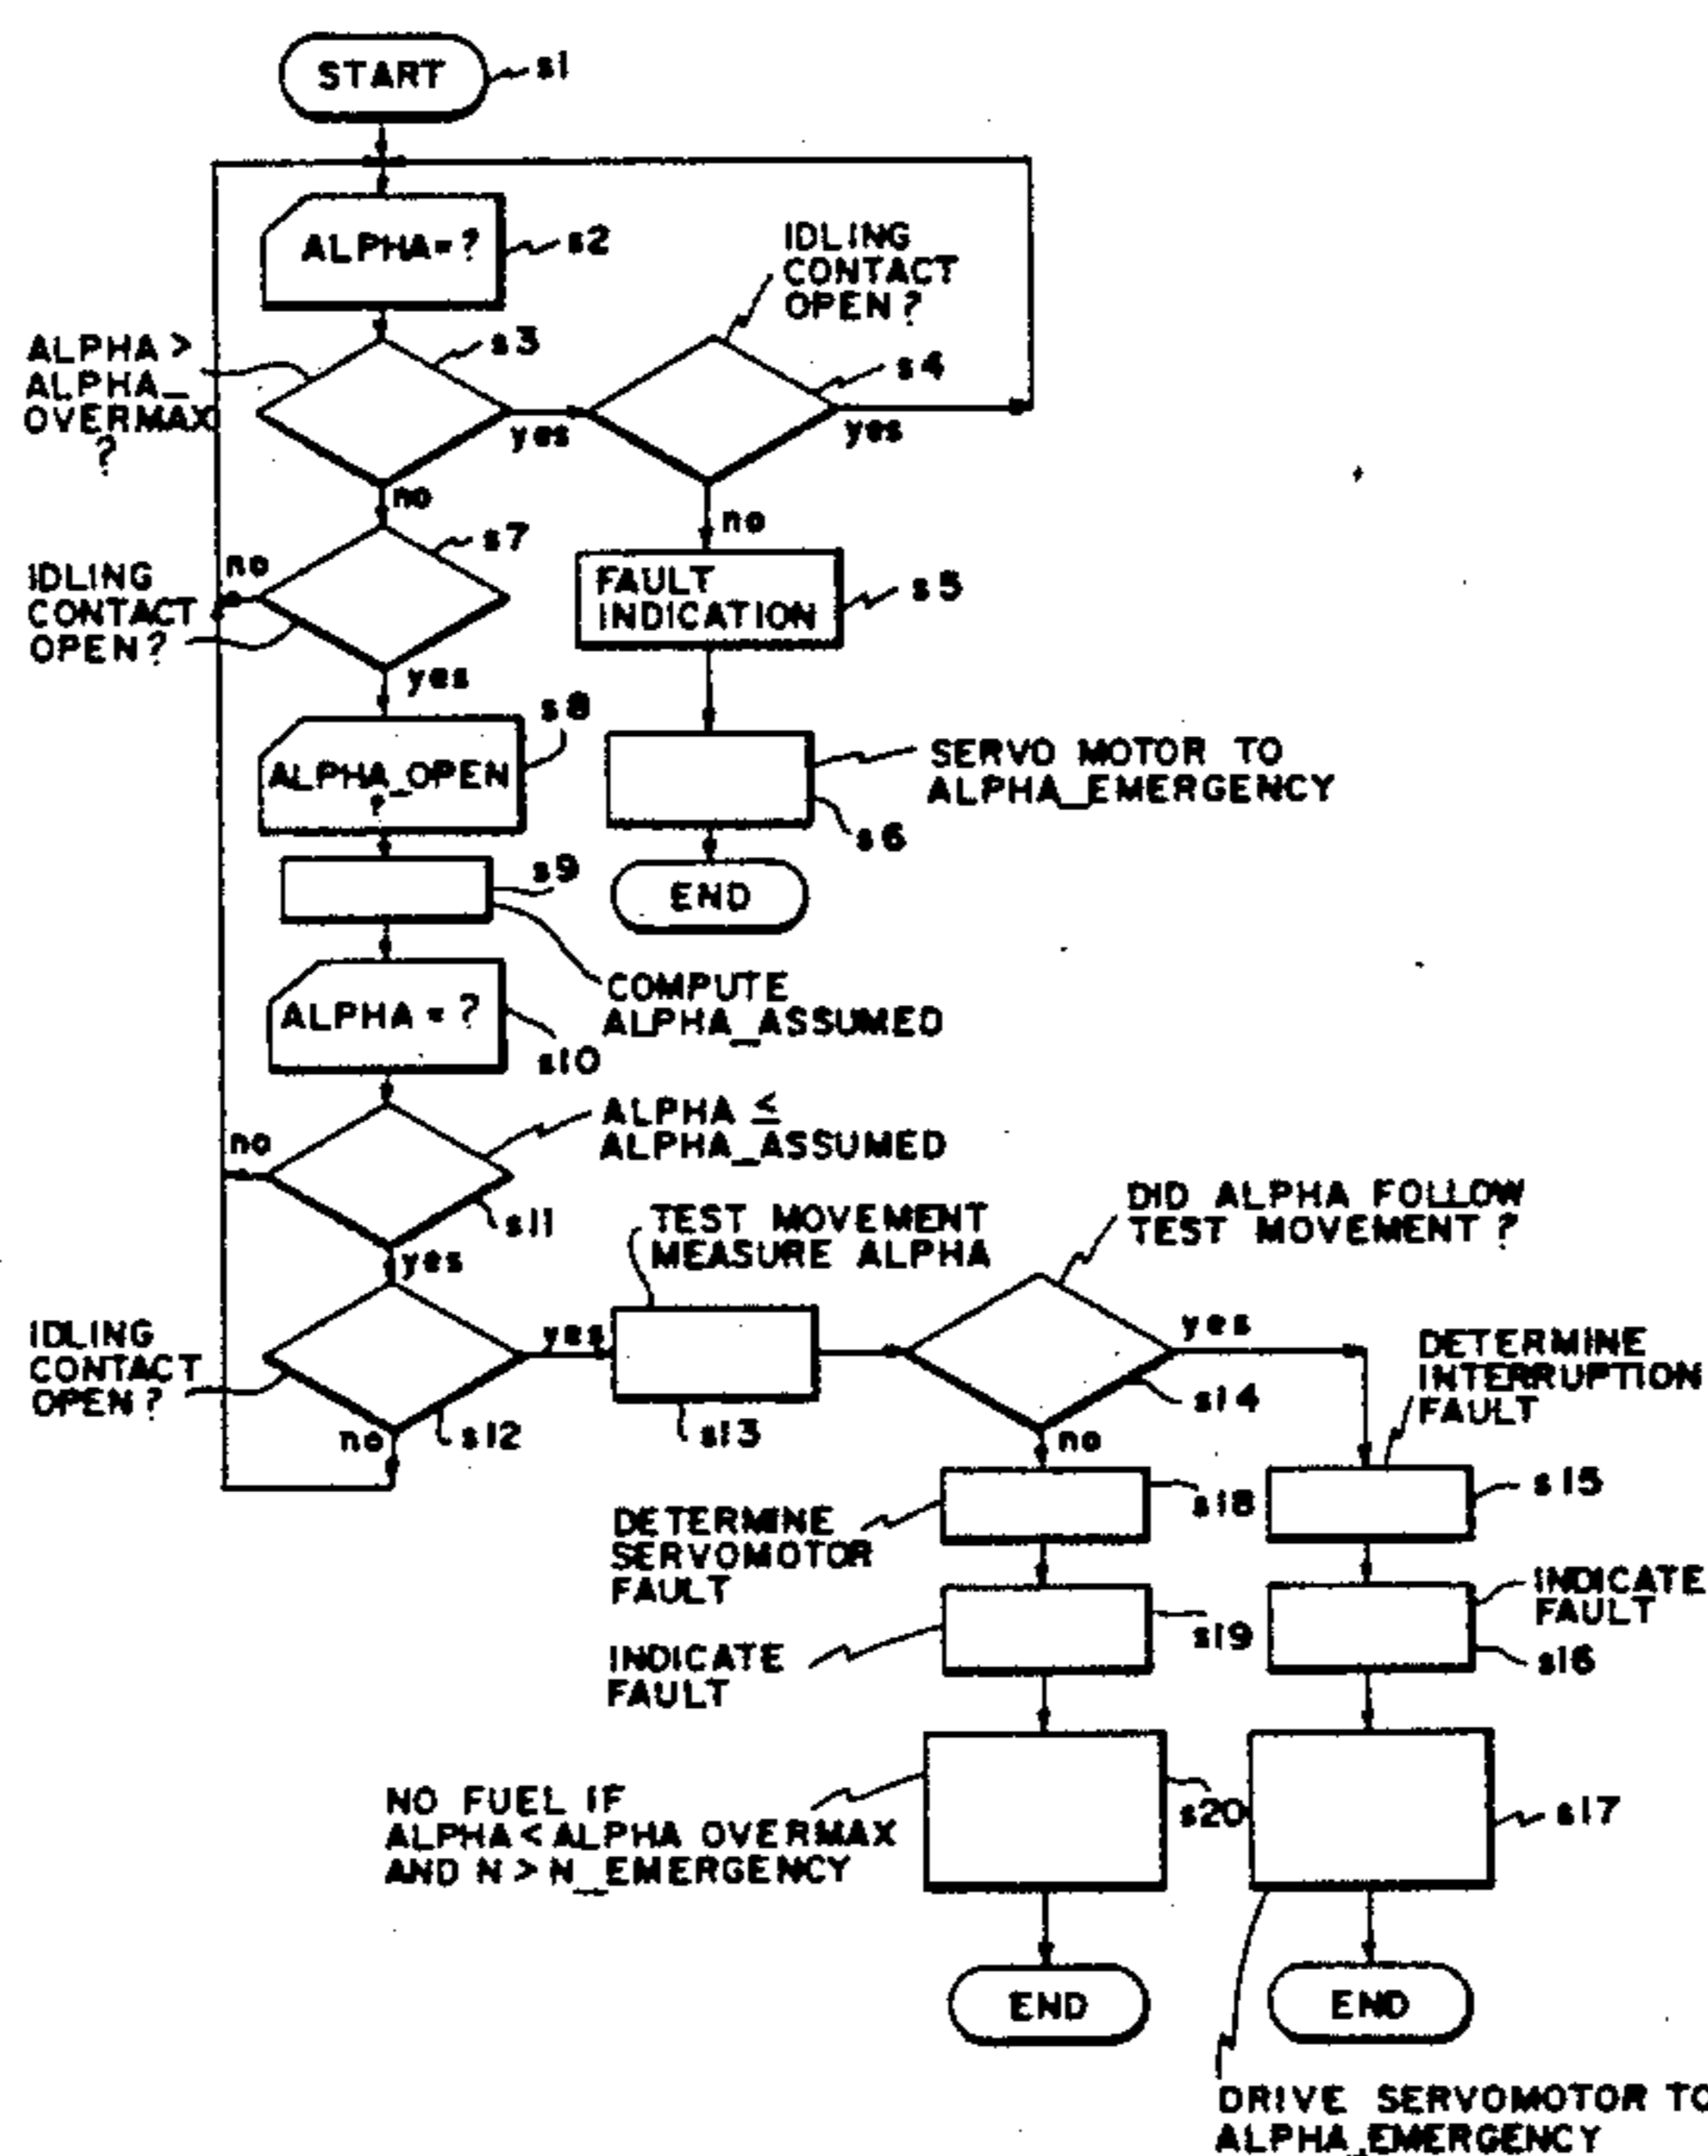 START
s1
ALPHA = ?
s2
IDLING
CONTACT
OPEN?
ALPHA >
ALPHA_
OVERMAX
?
s3
s4
yes
yes
no
no
s7
no
IDLING
CONTACT
OPEN?
FAULT
INDICATION
s5
yes
s8
ALPHA_OPEN
?
SERVO MOTOR TO
ALPHA_EMERGENCY
s6
s9
END
COMPUTE
ALPHA_ASSUMED
ALPHA = ?
s10
ALPHA ≤
ALPHA_ASSUMED
no
s11
yes
TEST MOVEMENT
MEASURE ALPHA
DID ALPHA FOLLOW
TEST MOVEMENT?
IDLING
CONTACT
OPEN?
yes
yes
DETERMINE
INTERRUPTION
FAULT
s14
no
s12
s13
no
s15
s18
DETERMINE
SERVOMOTOR
FAULT
INDICATE
FAULT
s19
s16
INDICATE
FAULT
NO FUEL IF
ALPHA < ALPHA OVERMAX
AND N > N_EMERGENCY
s20
s17
END
END
DRIVE SERVOMOTOR TO
ALPHA_EMERGENCY